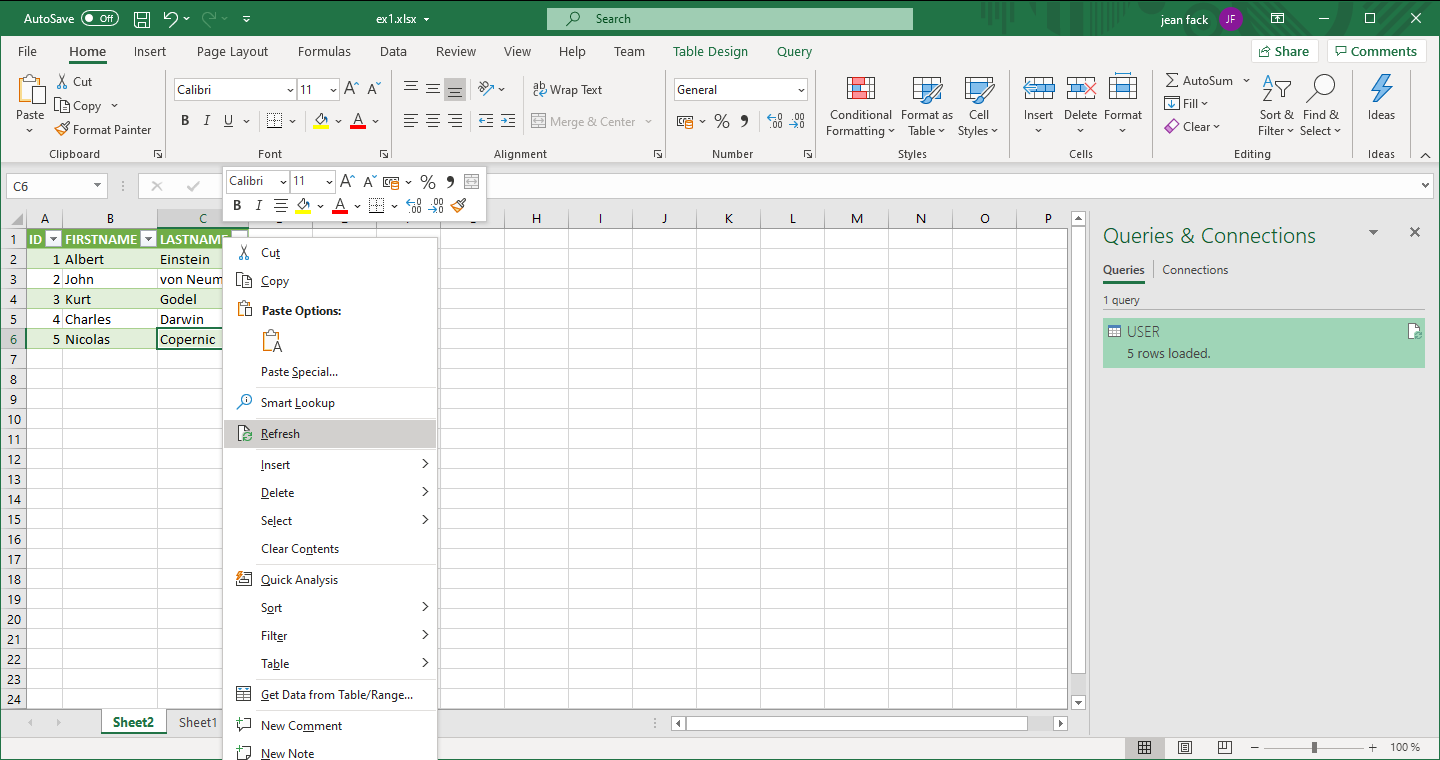 AutoSave Off ex1.xlsx Search jean fack JF
File Home Insert Page Layout Formulas Data Review View Help Team Table Design Query Share Comments
Paste
Cut
Copy
Format Painter
Clipboard
Calibri 11
B I U
Font
Wrap Text
Merge & Center
Alignment
General
Number
Conditional Formatting
Format as Table
Cell Styles
Styles
Insert Delete Format
Cells
AutoSum
Fill
Clear
Sort & Filter
Find & Select
Editing
Ideas
Ideas
C6
Calibri 11
B I
A B C H I J K L M N O P
1 ID FIRSTNAME LASTNAME
2 1 Albert Einstein
3 2 John von Neum
4 3 Kurt Godel
5 4 Charles Darwin
6 5 Nicolas Copernic
7
8
9
10
11
12
13
14
15
16
17
18
19
20
21
22
23
24
Cut
Copy
Paste Options:
Paste Special...
Smart Lookup
Refresh
Insert
Delete
Select
Clear Contents
Quick Analysis
Sort
Filter
Table
Get Data from Table/Range...
New Comment
New Note
Queries & Connections
Queries Connections
1 query
USER
5 rows loaded.
Sheet2 Sheet1
100 %